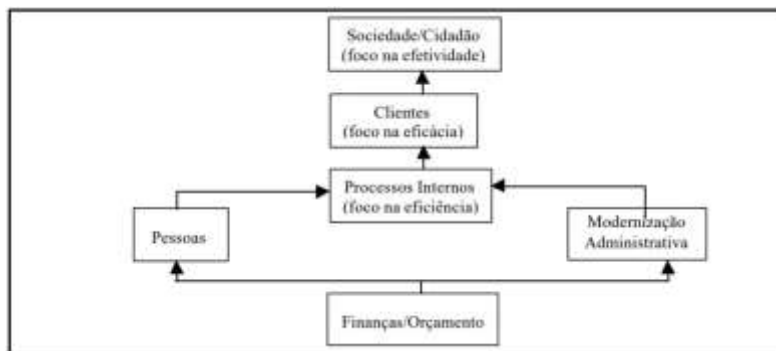 Sociedade/Cidadão
(foco na efetividade)
Clientes
(foco na eficácia)
Processos Internos
(foco na eficiência)
Pessoas
Modernização
Administrativa
Finanças/Orçamento